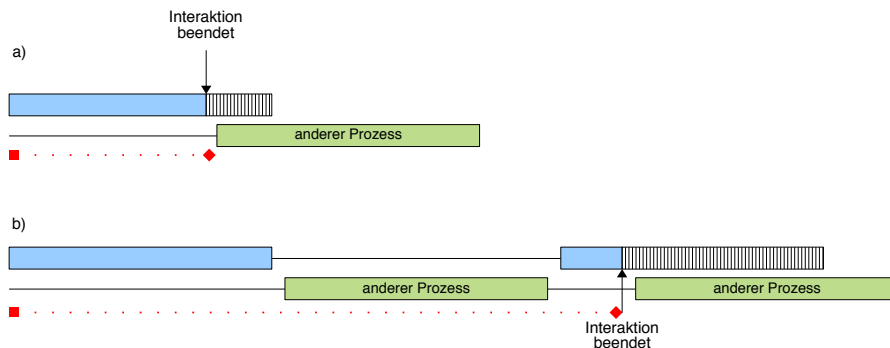 Interaktion
beendet
a)
anderer Prozess
b)
anderer Prozess
anderer Prozess
Interaktion
beendet